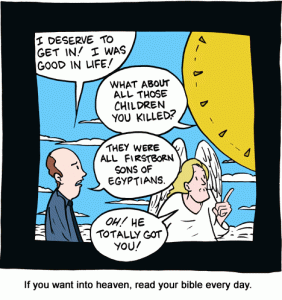 I DESERVE TO
GET IN! I WAS
GOOD IN LIFE!
WHAT ABOUT
ALL THOSE
CHILDREN
YOU KILLED?
THEY WERE
ALL FIRSTBORN
SONS OF
EGYPTIANS.
OH! HE
TOTALLY GOT
YOU!
If you want into heaven, read your bible every day.